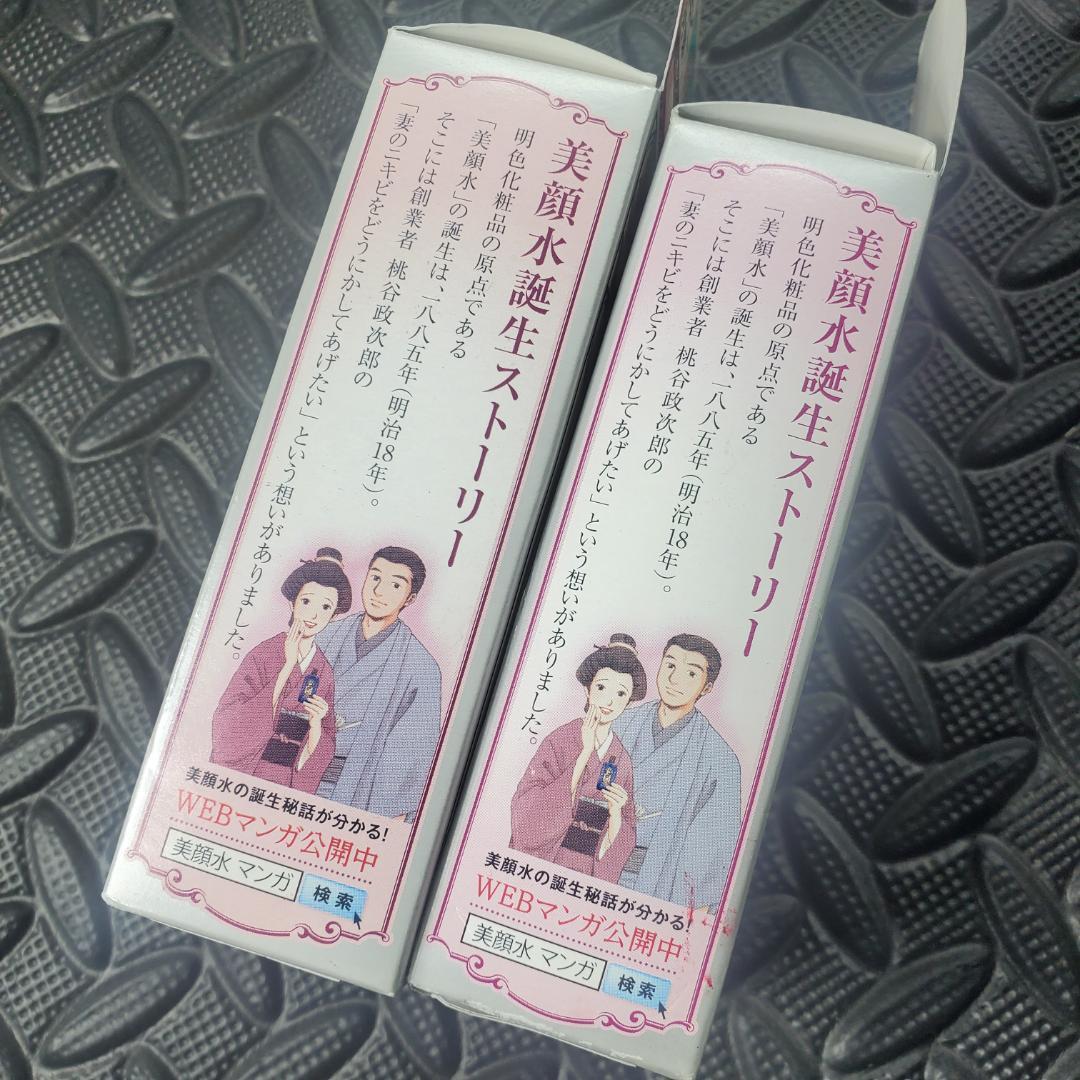 美顔水誕生ストーリー
明色化粧品の原点である
「美顔水」の誕生は、一八八五年(明治18年)。
そこには創業者 桃谷政次郎の
「妻のニキビをどうにかしてあげたい」という想いがありました。
美顔水の誕生秘話が分かる!
WEBマンガ公開中
美顔水 マンガ 検索
美顔水誕生ストーリー
明色化粧品の原点である
「美顔水」の誕生は、一八八五年(明治18年)。
そこには創業者 桃谷政次郎の
「妻のニキビをどうにかしてあげたい」という想いがありました。
美顔水の誕生秘話が分かる!
WEBマンガ公開中
美顔水 マンガ 検索